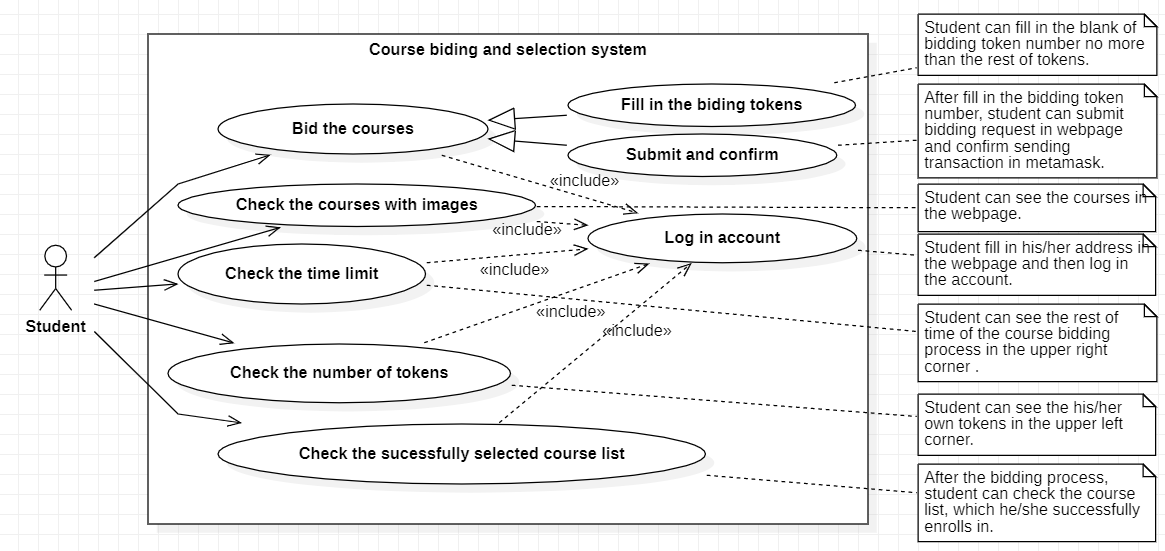 Course biding and selection system
Student can fill in the blank of
bidding token number no more
than the rest of tokens.
Fill in the biding tokens
Bid the courses
After fill in the bidding token
number, student can submit
bidding request in webpage
and confirm sending
transaction in metamask.
Submit and confirm
«include»
Check the courses with images
Student can see the courses in
the webpage.
«include»
Log in account
Student fill in his/her address in
the webpage and then log in
the account.
Check the time limit
«include»
Student
«include»
«include»
Student can see the rest of
time of the course bidding
process in the upper right
corner .
Check the number of tokens
Student can see the his/her
own tokens in the upper left
corner.
Check the sucessfully selected course list
After the bidding process,
student can check the course
list, which he/she successfully
enrolls in.